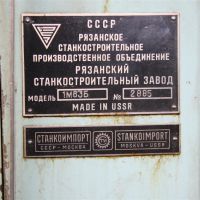 СССР
РЯЗАНСКОЕ
СТАНКОСТРОИТЕЛЬНОЕ
ПРОИЗВОДСТВЕННОЕ ОБЪЕДИНЕНИЕ
РЯЗАНСКИЙ
СТАНКОСТРОИТЕЛЬНЫЙ ЗАВОД
МОДЕЛЬ 1М63Б № 2885
MADE IN USSR
СТАНКОИМПОРТ STANKOIMPORT
СССР-МОСКВА MOSKVA-USSR